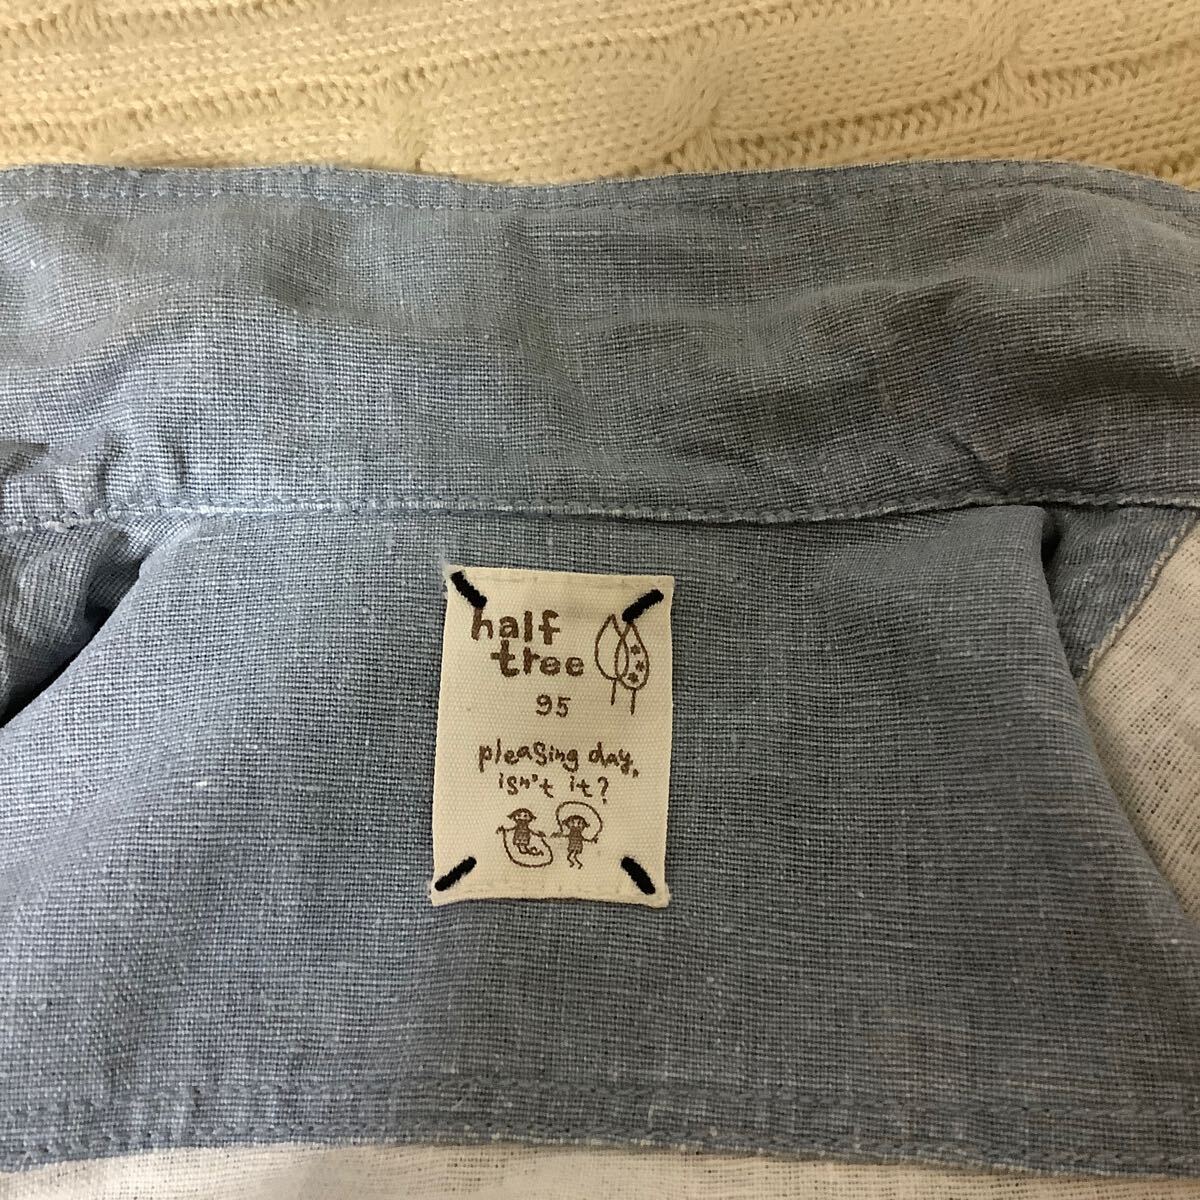 half
tree
95
pleasing day,
isn't it?